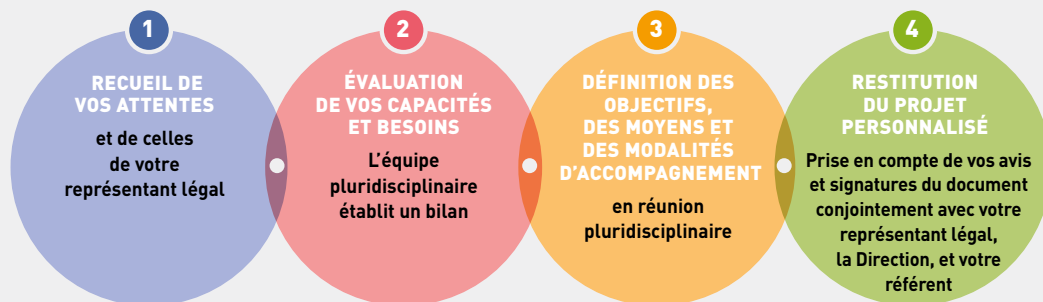 1
RECUEIL DE
VOS ATTENTES
et de celles
de votre
représentant légal
2
ÉVALUATION
DE VOS CAPACITÉS
ET BESOINS
L'équipe
pluridisciplinaire
établit un bilan
3
DÉFINITION DES
OBJECTIFS,
DES MOYENS ET
DES MODALITÉS
D'ACCOMPAGNEMENT
en réunion
pluridisciplinaire
4
RESTITUTION
DU PROJET
PERSONNALISÉ
Prise en compte de vos avis
et signatures du document
conjointement avec votre
représentant légal,
la Direction, et votre
référent